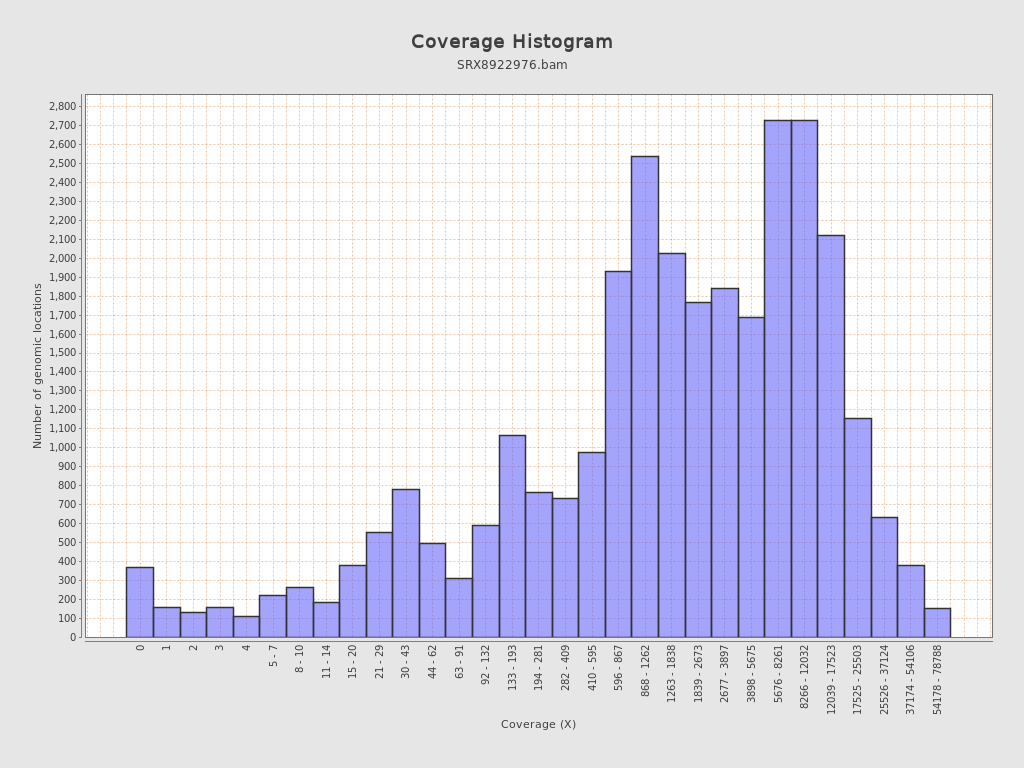 Coverage Histogram
SRX8922976.bam
Number of genomic locations
2,800
2,700
2,600
2,500
2,400
2,300
2,200
2,100
2,000
1,900
1,800
1,700
1,600
1,500
1,400
1,300
1,200
1,100
1,000
900
800
700
600
500
400
300
200
100
0
0
1
2
3
4
5 - 7
8 - 10
11 - 14
15 - 20
21 - 29
30 - 43
44 - 62
63 - 91
92 - 132
133 - 193
194 - 281
282 - 409
410 - 595
596 - 867
868 - 1262
1263 - 1838
1839 - 2673
2677 - 3897
3898 - 5675
5676 - 8261
8266 - 12032
12039 - 17523
17525 - 25503
25526 - 37124
37174 - 54106
54178 - 78788
Coverage (X)